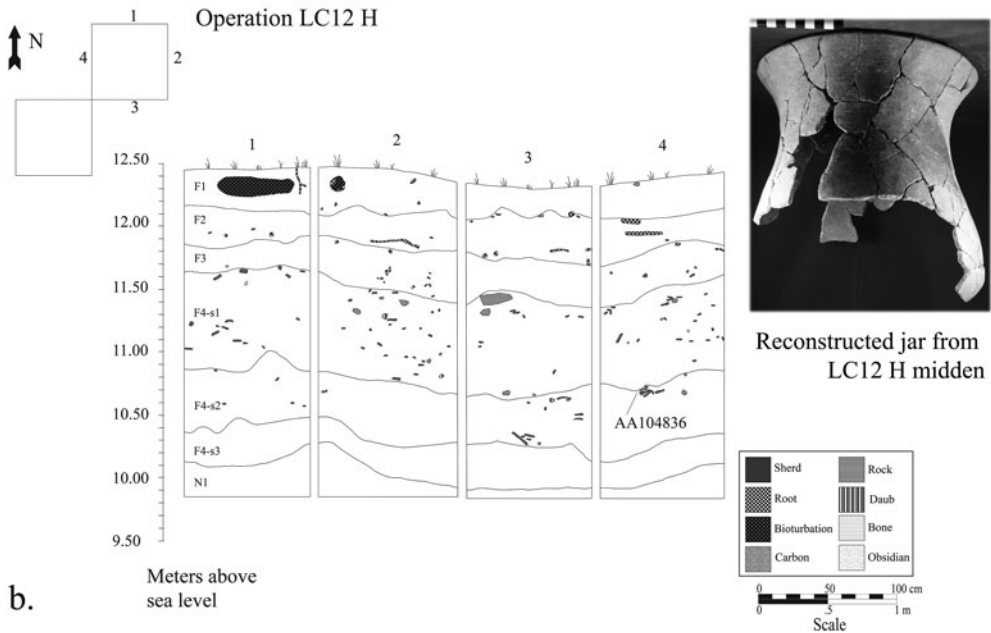 Operation LC12 H
N
1
4
2
3
1
2
3
4
12.50
12.00
11.50
11.00
10.50
10.00
9.50
F1
F2
F3
F4-s1
F4-s2
F4-s3
N1
AA104836
Meters above
sea level
b.
Reconstructed jar from
LC12 H midden
Sherd
Rock
Root
Daub
Bioturbation
Bone
Carbon
Obsidian
0 50 100 cm
0 .5 1 m
Scale